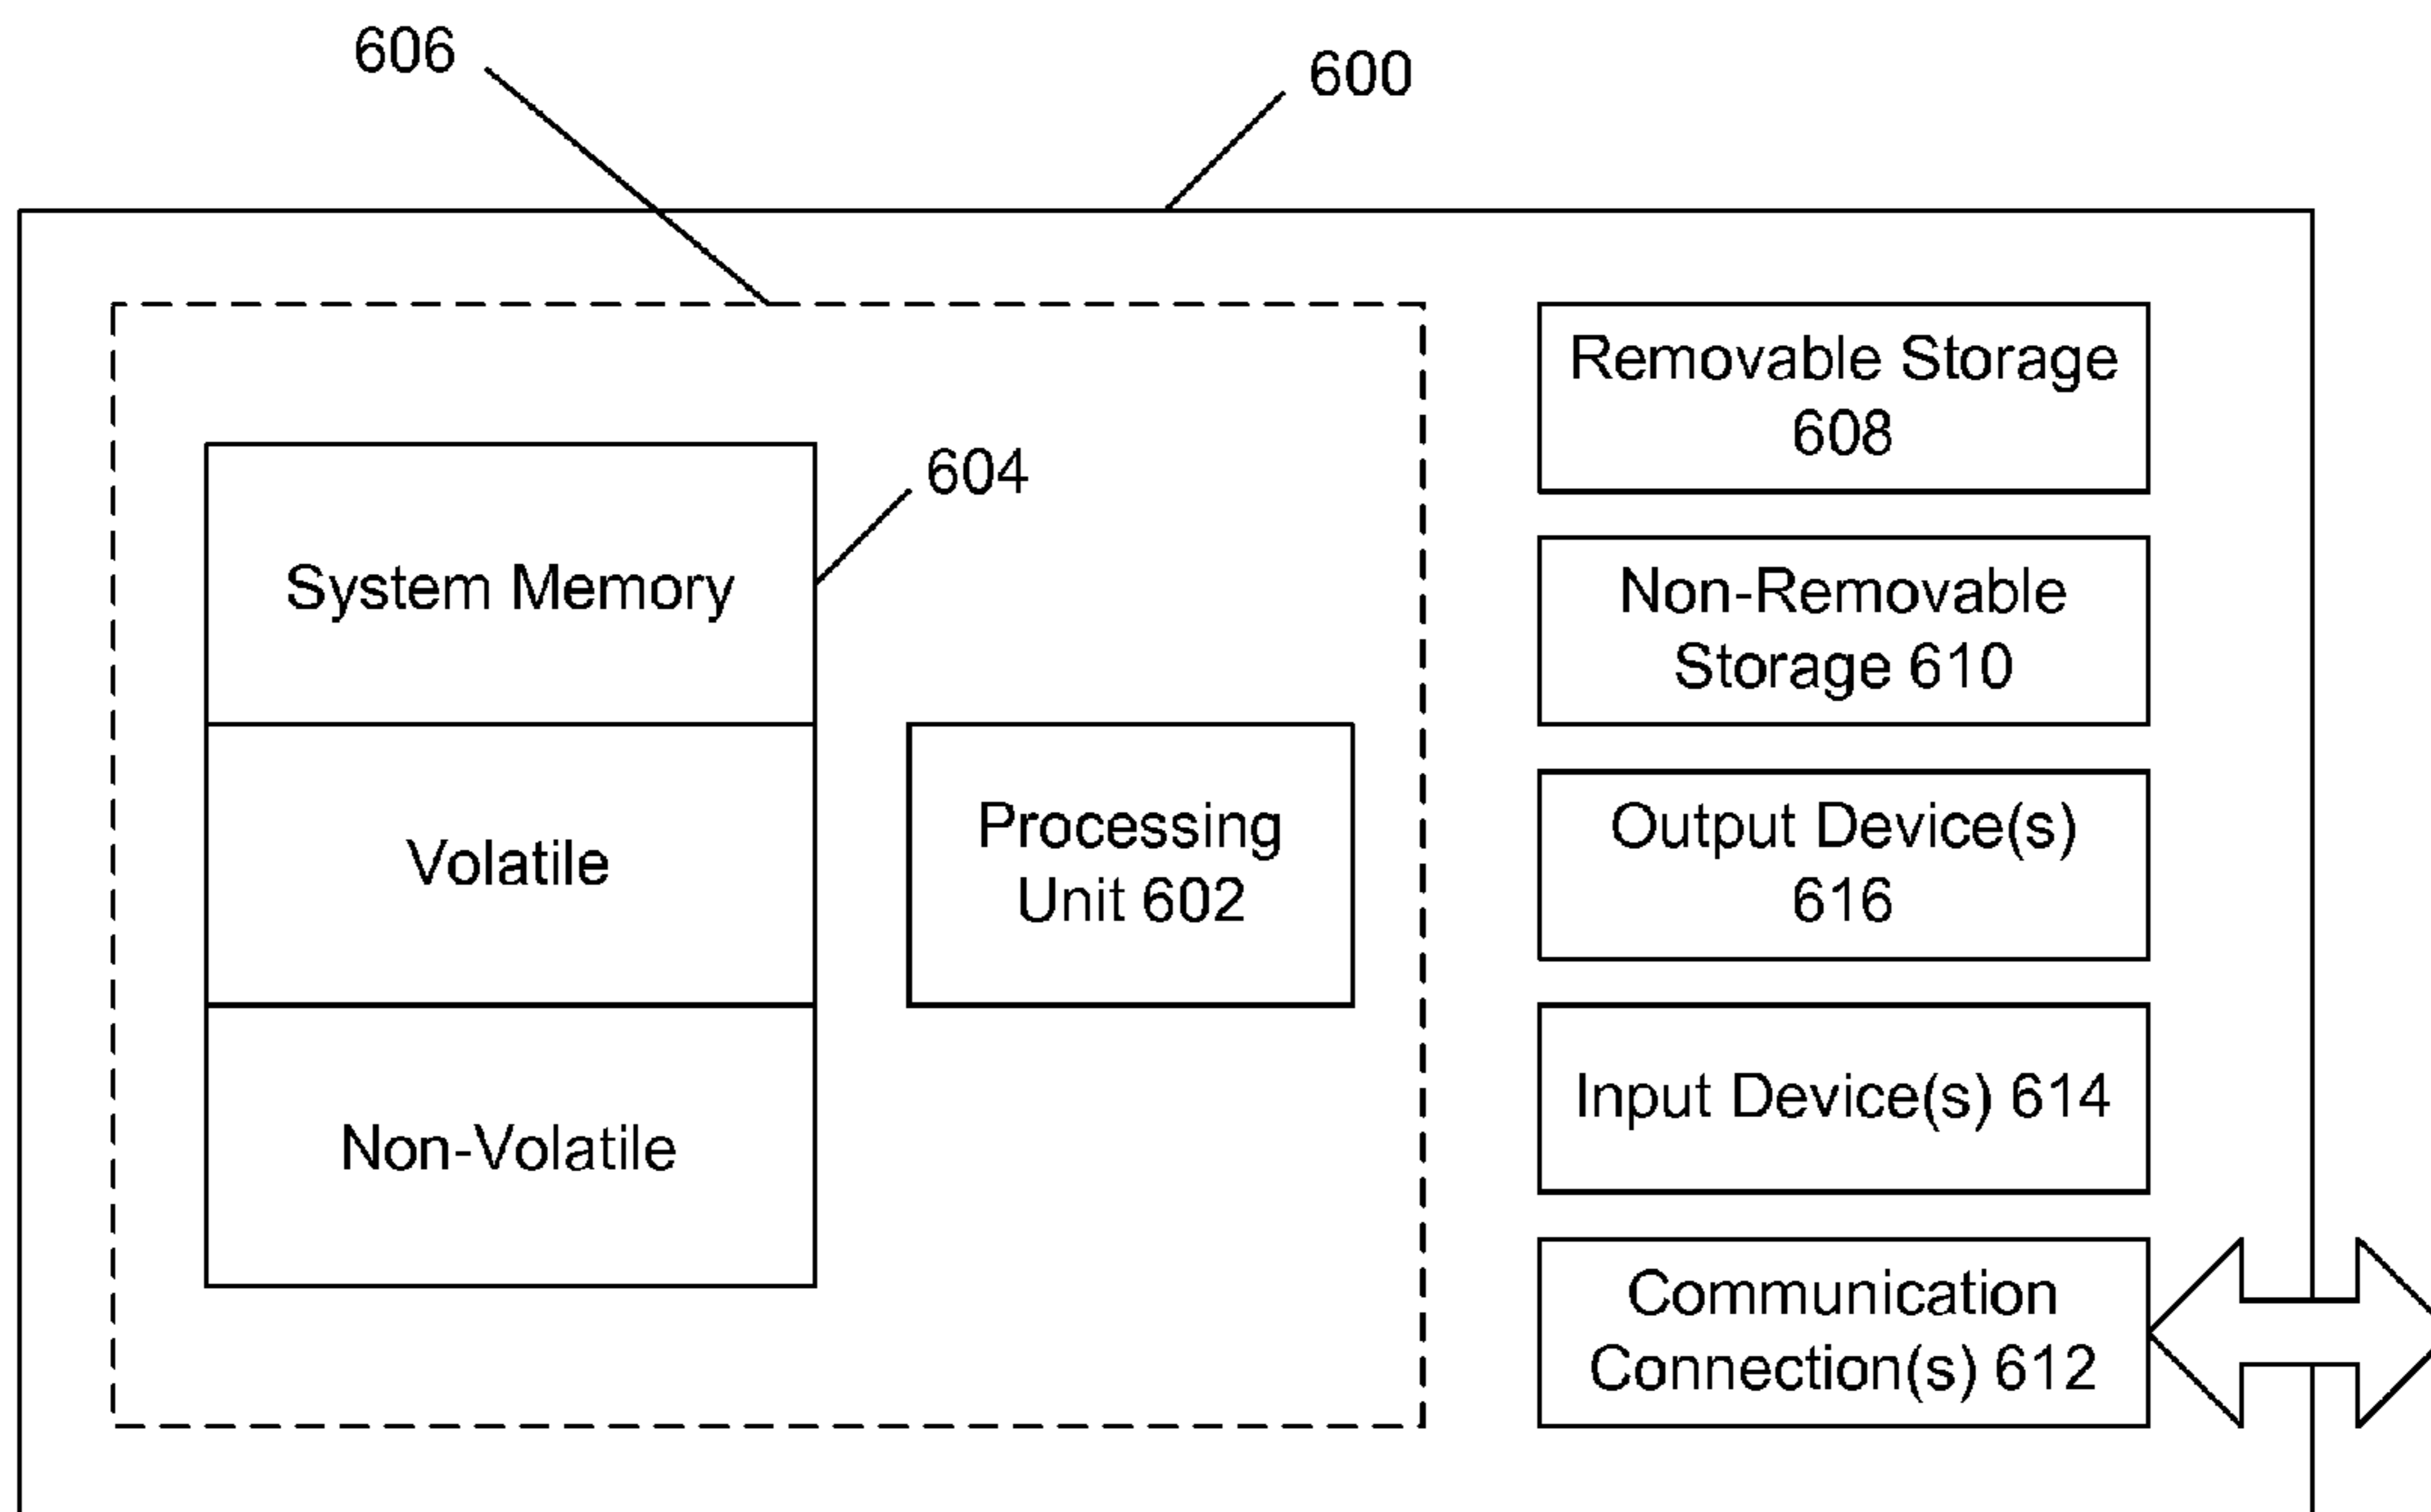 606
600
604
System Memory
Volatile
Non-Volatile
Processing
Unit 602
Removable Storage
608
Non-Removable
Storage 610
Output Device(s)
616
Input Device(s) 614
Communication
Connection(s) 612